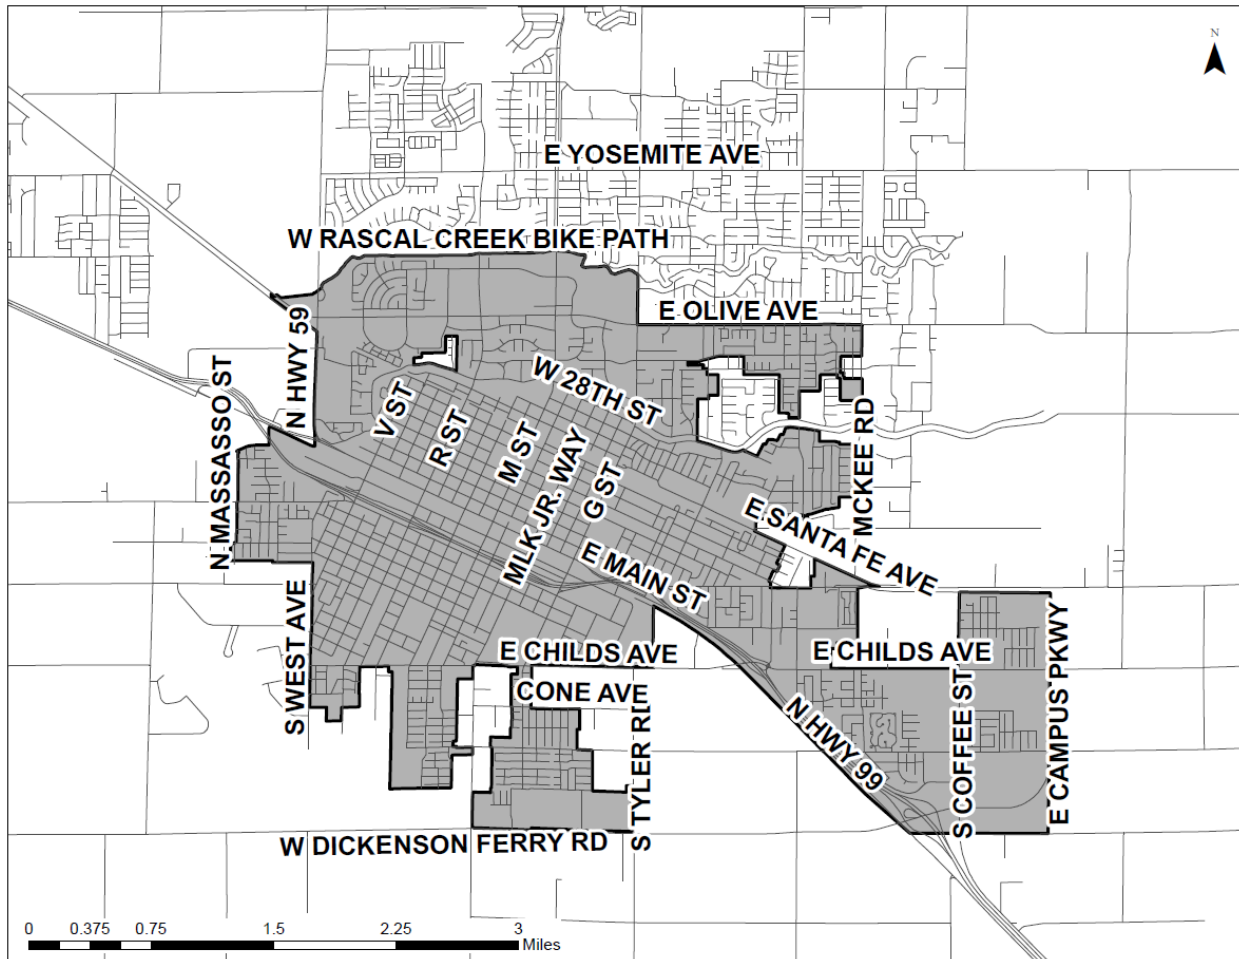 N
E YOSEMITE AVE
W RASCAL CREEK BIKE PATH
E OLIVE AVE
N HWY 59
N MASSASSO ST
W 28TH ST
V ST
R ST
M ST
MLK JR. WAY
G ST
MCKEE RD
E SANTA FE AVE
E MAIN ST
S WEST AVE
E CHILDS AVE
E CHILDS AVE
CONE AVE
S TYLER RD
N HWY 99
S COFFEE ST
E CAMPUS PKWY
W DICKENSON FERRY RD
0 0.375 0.75 1.5 2.25 3
Miles